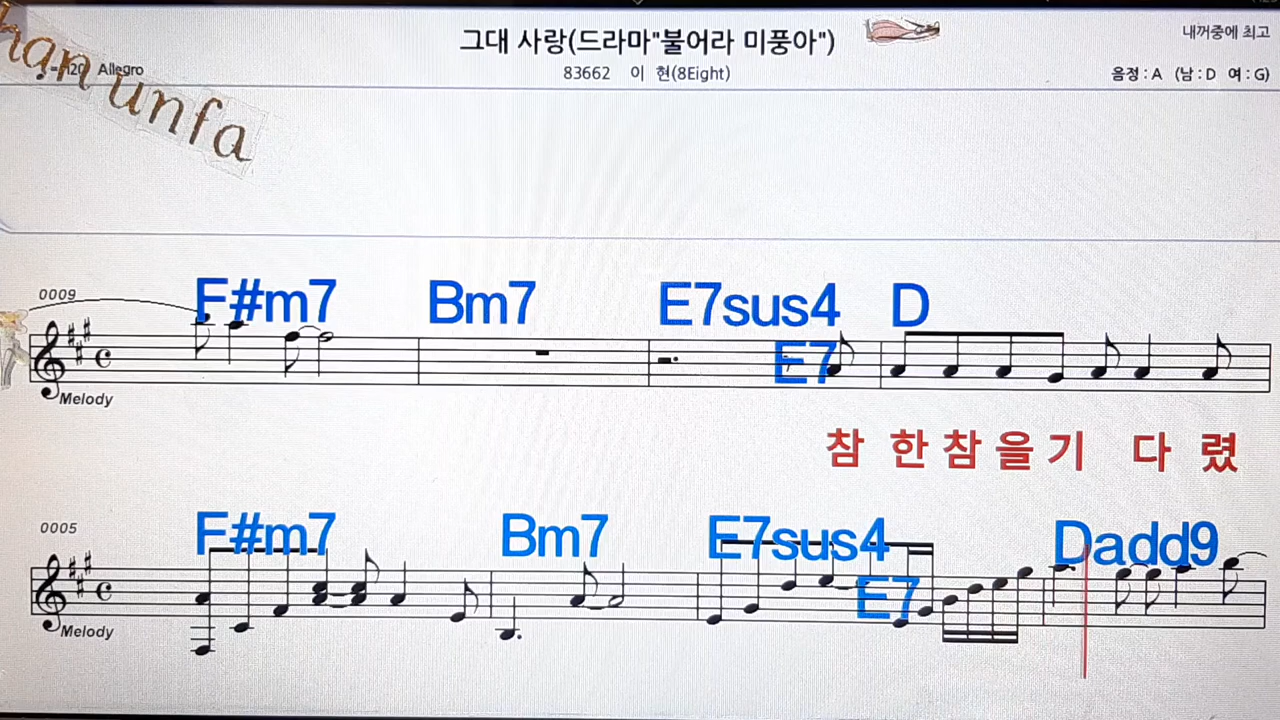 그대 사랑(드라마"불어라 미풍아")
내꺼중에 최고
83662 이 현(8Eight)
음정 : A (남 : D 여 : G)
Allegro
han unfa
0009
F#m7 Bm7 E7sus4 D
E7
Melody
참 한 참 을 기 다 렸
0005
F#m7 Bm7 E7sus4 Dadd9
E7
Melody